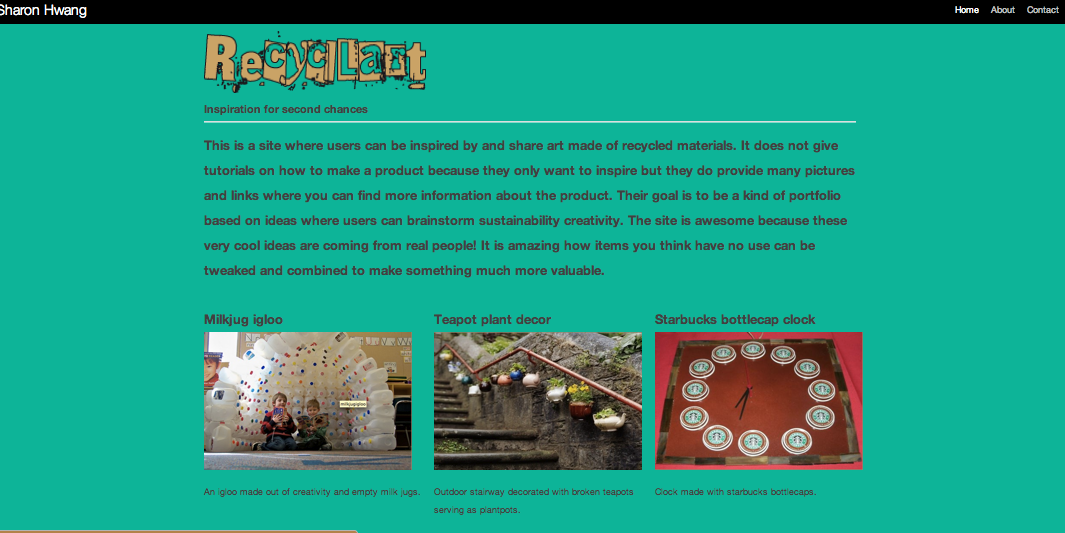 Sharon Hwang
Home About Contact
RecyclLart
Inspiration for second chances
This is a site where users can be inspired by and share art made of recycled materials. It does not give
tutorials on how to make a product because they only want to inspire but they do provide many pictures
and links where you can find more information about the product. Their goal is to be a kind of portfolio
based on ideas where users can brainstorm sustainability creativity. The site is awesome because these
very cool ideas are coming from real people! It is amazing how items you think have no use can be
tweaked and combined to make something much more valuable.
Milkjug igloo
Teapot plant decor
Starbucks bottlecap clock
milkjugigloo
An igloo made out of creativity and empty milk jugs.
Outdoor stairway decorated with broken teapots
serving as plantpots.
Clock made with starbucks bottlecaps.